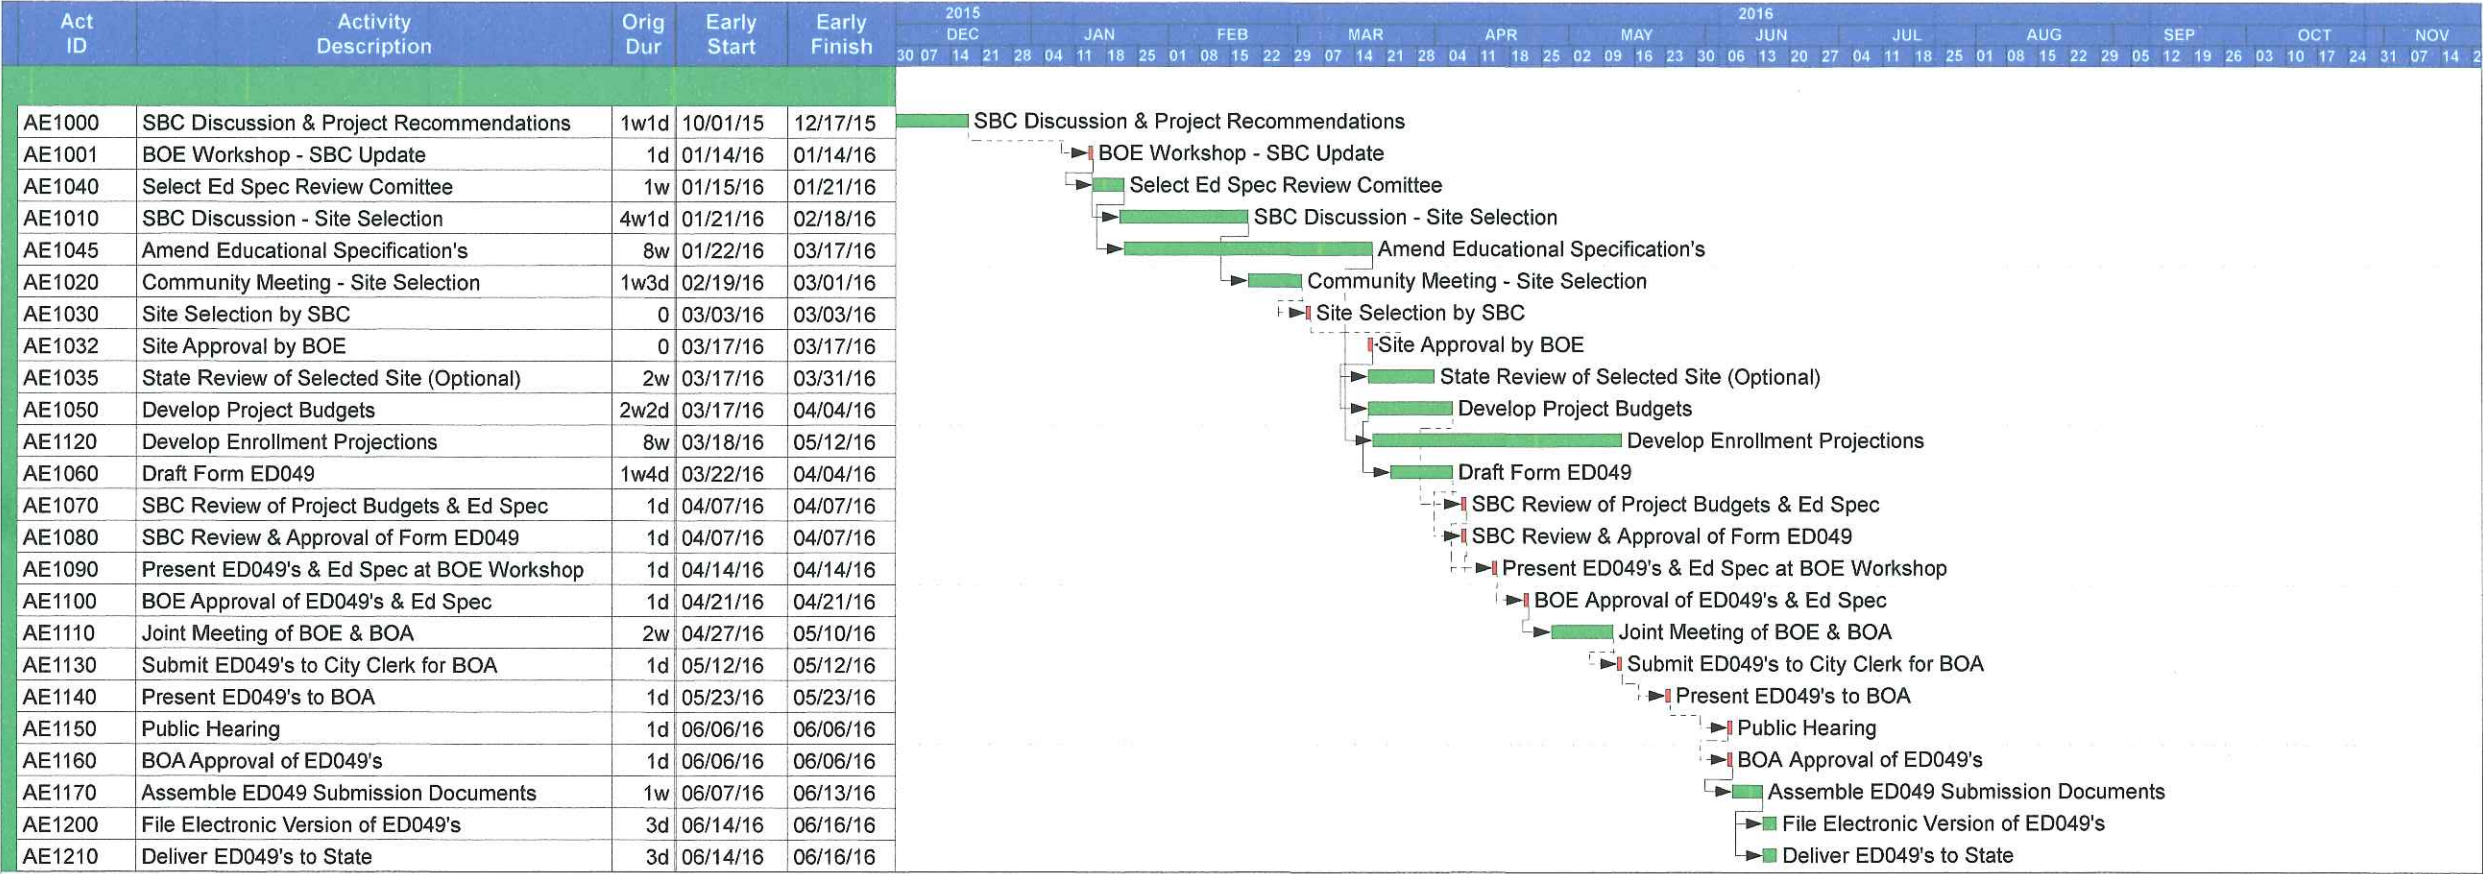 Act Activity Orig Early Early 2015 2016
ID Description Dur Start Finish DEC JAN FEB MAR APR MAY JUN JUL AUG SEP OCT NOV
30 07 14 21 28 04 11 18 25 01 08 15 22 29 07 14 21 28 04 11 18 25 02 09 16 23 30 06 13 20 27 04 11 18 25 01 08 15 22 29 05 12 19 26 03 10 17 24 31 07 14 2
AE1000 SBC Discussion & Project Recommendations 1w1d 10/01/15 12/17/15 SBC Discussion & Project Recommendations
AE1001 BOE Workshop - SBC Update 1d 01/14/16 01/14/16 BOE Workshop - SBC Update
AE1040 Select Ed Spec Review Comittee 1w 01/15/16 01/21/16 Select Ed Spec Review Comittee
AE1010 SBC Discussion - Site Selection 4w1d 01/21/16 02/18/16 SBC Discussion - Site Selection
AE1045 Amend Educational Specification's 8w 01/22/16 03/17/16 Amend Educational Specification's
AE1020 Community Meeting - Site Selection 1w3d 02/19/16 03/01/16 Community Meeting - Site Selection
AE1030 Site Selection by SBC 0 03/03/16 03/03/16 Site Selection by SBC
AE1032 Site Approval by BOE 0 03/17/16 03/17/16 Site Approval by BOE
AE1035 State Review of Selected Site (Optional) 2w 03/17/16 03/31/16 State Review of Selected Site (Optional)
AE1050 Develop Project Budgets 2w2d 03/17/16 04/04/16 Develop Project Budgets
AE1120 Develop Enrollment Projections 8w 03/18/16 05/12/16 Develop Enrollment Projections
AE1060 Draft Form ED049 1w4d 03/22/16 04/04/16 Draft Form ED049
AE1070 SBC Review of Project Budgets & Ed Spec 1d 04/07/16 04/07/16 SBC Review of Project Budgets & Ed Spec
AE1080 SBC Review & Approval of Form ED049 1d 04/07/16 04/07/16 SBC Review & Approval of Form ED049
AE1090 Present ED049's & Ed Spec at BOE Workshop 1d 04/14/16 04/14/16 Present ED049's & Ed Spec at BOE Workshop
AE1100 BOE Approval of ED049's & Ed Spec 1d 04/21/16 04/21/16 BOE Approval of ED049's & Ed Spec
AE1110 Joint Meeting of BOE & BOA 2w 04/27/16 05/10/16 Joint Meeting of BOE & BOA
AE1130 Submit ED049's to City Clerk for BOA 1d 05/12/16 05/12/16 Submit ED049's to City Clerk for BOA
AE1140 Present ED049's to BOA 1d 05/23/16 05/23/16 Present ED049's to BOA
AE1150 Public Hearing 1d 06/06/16 06/06/16 Public Hearing
AE1160 BOA Approval of ED049's 1d 06/06/16 06/06/16 BOA Approval of ED049's
AE1170 Assemble ED049 Submission Documents 1w 06/07/16 06/13/16 Assemble ED049 Submission Documents
AE1200 File Electronic Version of ED049's 3d 06/14/16 06/16/16 File Electronic Version of ED049's
AE1210 Deliver ED049's to State 3d 06/14/16 06/16/16 Deliver ED049's to State